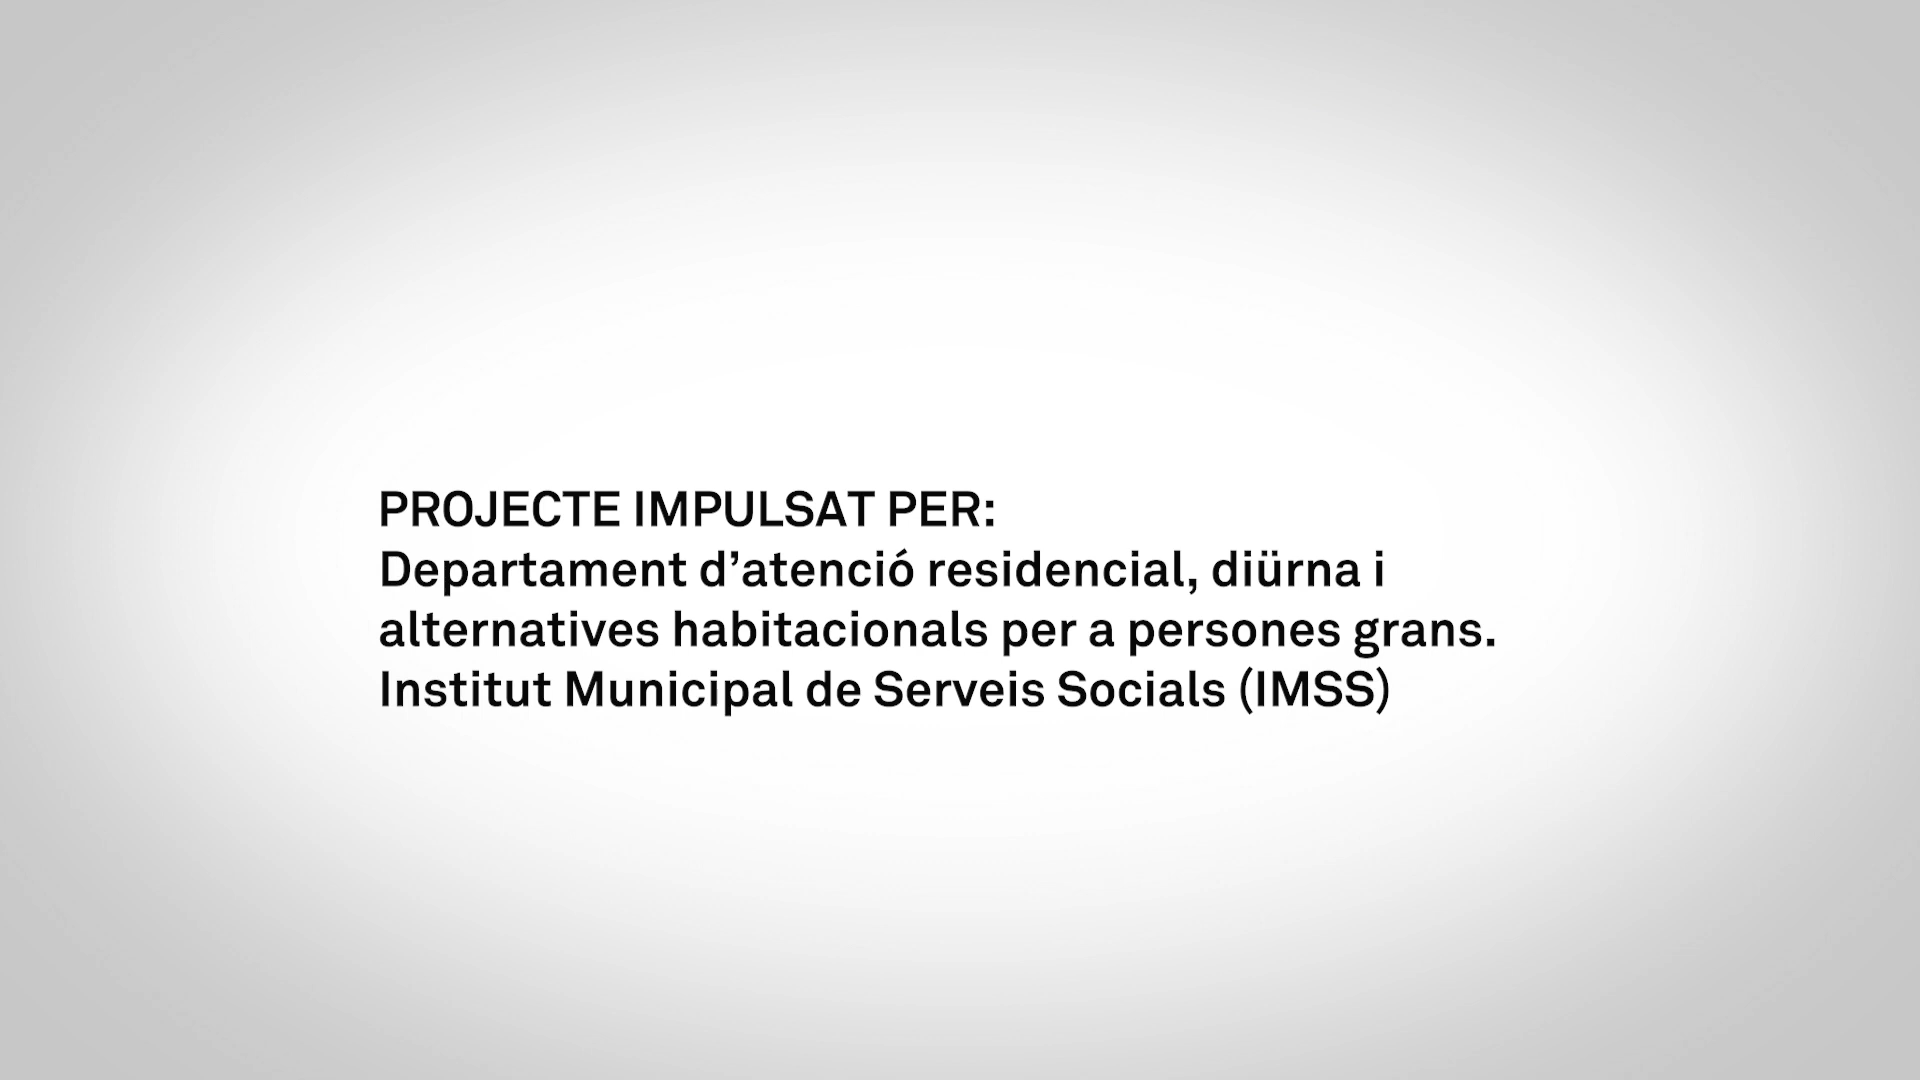 PROJECTE IMPULSAT PER:
Departament d’atenció residencial, diürna i
alternatives habitacionals per a persones grans.
Institut Municipal de Serveis Socials (IMSS)